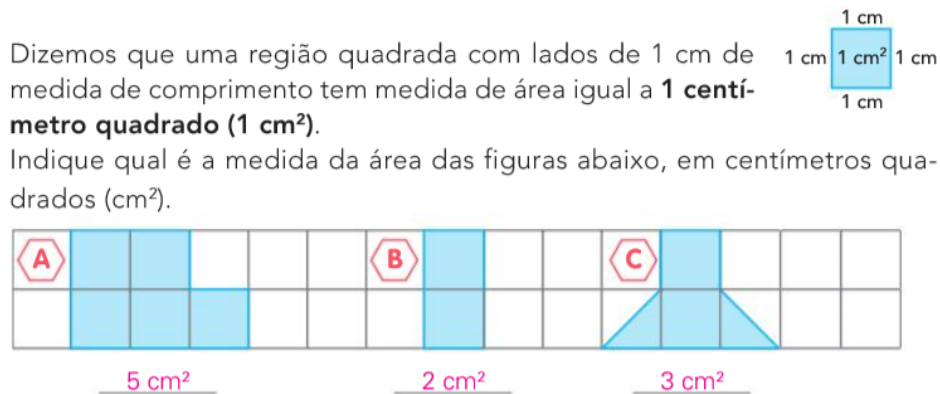 1 cm
Dizemos que uma região quadrada com lados de 1 cm de
1 cm 1 cm² 1 cm
medida de comprimento tem medida de área igual a 1 centí-
1 cm
metro quadrado (1 cm²).
Indique qual é a medida da área das figuras abaixo, em centímetros qua-
drados (cm²).
A B C
5 cm² 2 cm² 3 cm²